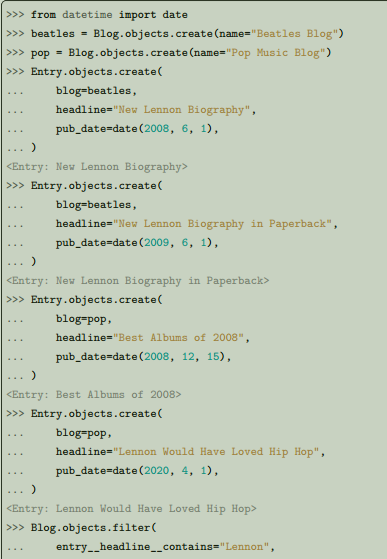 >>> from datetime import date
>>> beatles = Blog.objects.create(name="Beatles Blog")
>>> pop = Blog.objects.create(name="Pop Music Blog")
>>> Entry.objects.create(
...     blog=beatles,
...     headline="New Lennon Biography",
...     pub_date=date(2008, 6, 1),
... )
<Entry: New Lennon Biography>
>>> Entry.objects.create(
...     blog=beatles,
...     headline="New Lennon Biography in Paperback",
...     pub_date=date(2009, 6, 1),
... )
<Entry: New Lennon Biography in Paperback>
>>> Entry.objects.create(
...     blog=pop,
...     headline="Best Albums of 2008",
...     pub_date=date(2008, 12, 15),
... )
<Entry: Best Albums of 2008>
>>> Entry.objects.create(
...     blog=pop,
...     headline="Lennon Would Have Loved Hip Hop",
...     pub_date=date(2020, 4, 1),
... )
<Entry: Lennon Would Have Loved Hip Hop>
>>> Blog.objects.filter(
...     entry__headline__contains="Lennon",